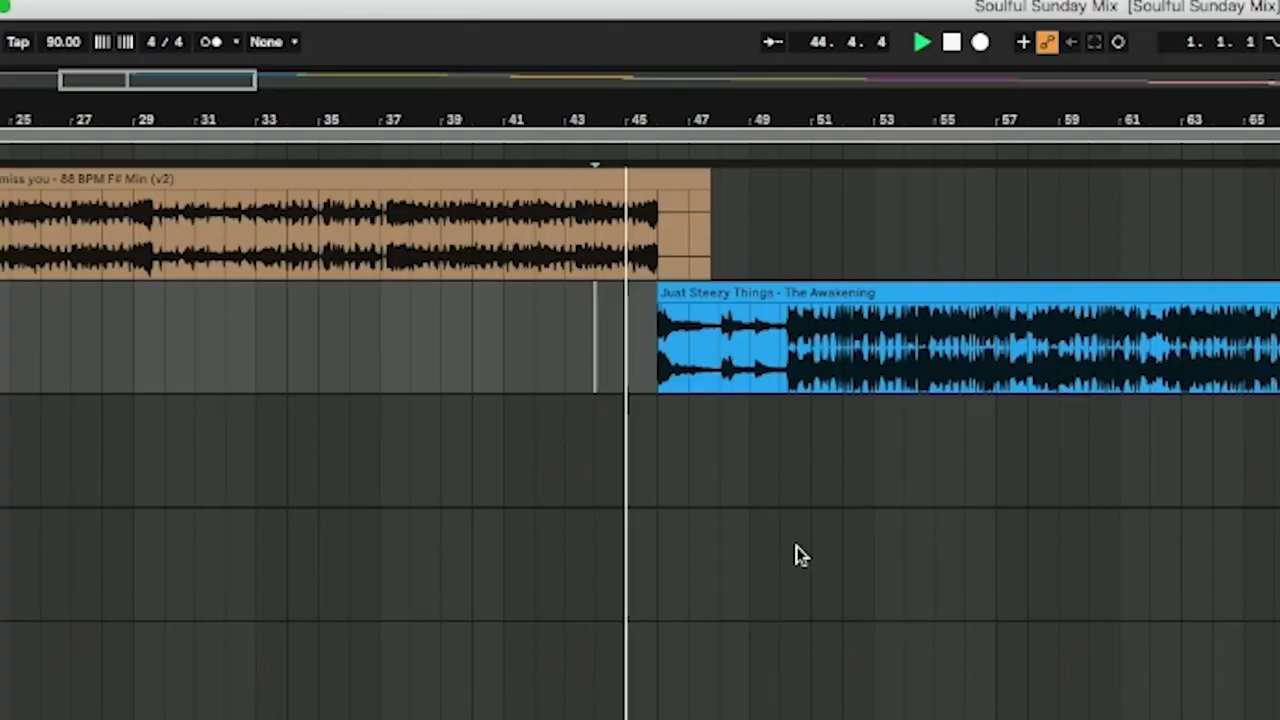 Soulful Sunday Mix [Soulful Sunday Mix]
Tap 90.00 4 / 4 None 44. 4. 4 1. 1. 1
25 27 29 31 33 35 37 39 41 43 45 47 49 51 53 55 57 59 61 63 65
miss you - 88 BPM F# Min (v2)
Just Steezy Things - The Awakening